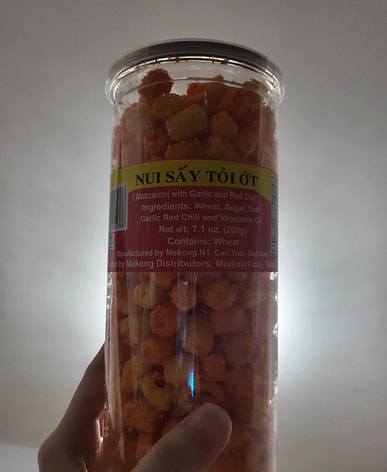 NUI SẤY TỎI ỚT
( Maccaroni with Garlic and Red Chili
Ingredients: Wheat, Sugar, Salt
Garlic Red Chili and Vegetable
Net wt: 7.1 oz. (200g)
Contains: Wheat
Manufactured by Mekong NT. Can Tho, Viet
by Mekong Distributors. Missouri city,